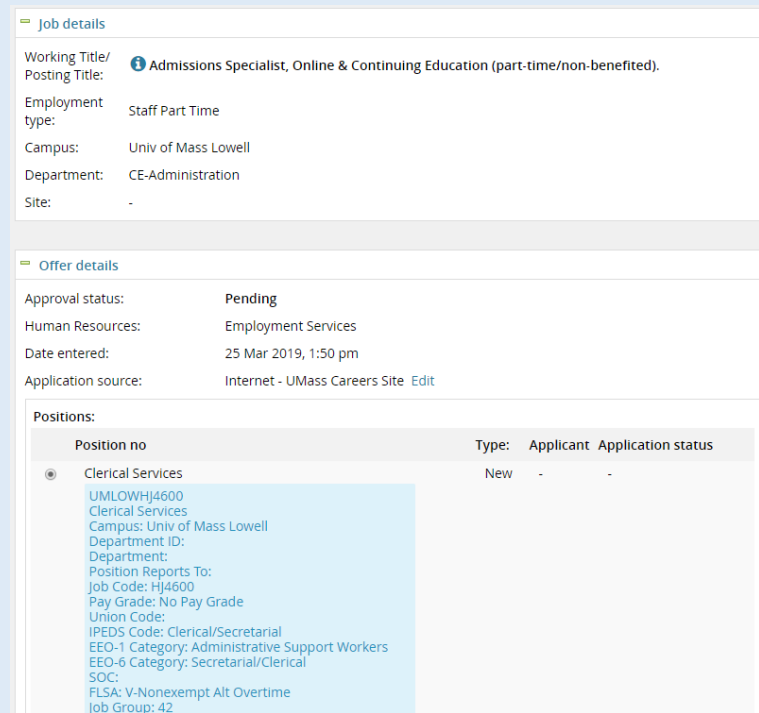 Job details
Working Title/
Posting Title:
Admissions Specialist, Online & Continuing Education (part-time/non-benefited).
Employment
type:
Staff Part Time
Campus: Univ of Mass Lowell
Department: CE-Administration
Site: -
Offer details
Approval status: Pending
Human Resources: Employment Services
Date entered: 25 Mar 2019, 1:50 pm
Application source: Internet - UMass Careers Site Edit
Positions:
Position no Type: Applicant Application status
Clerical Services New - -
UMLOWHJ4600
Clerical Services
Campus: Univ of Mass Lowell
Department ID:
Department:
Position Reports To:
Job Code: HJ4600
Pay Grade: No Pay Grade
Union Code:
IPEDS Code: Clerical/Secretarial
EEO-1 Category: Administrative Support Workers
EEO-6 Category: Secretarial/Clerical
SOC:
FLSA: V-Nonexempt Alt Overtime
Job Group: 42